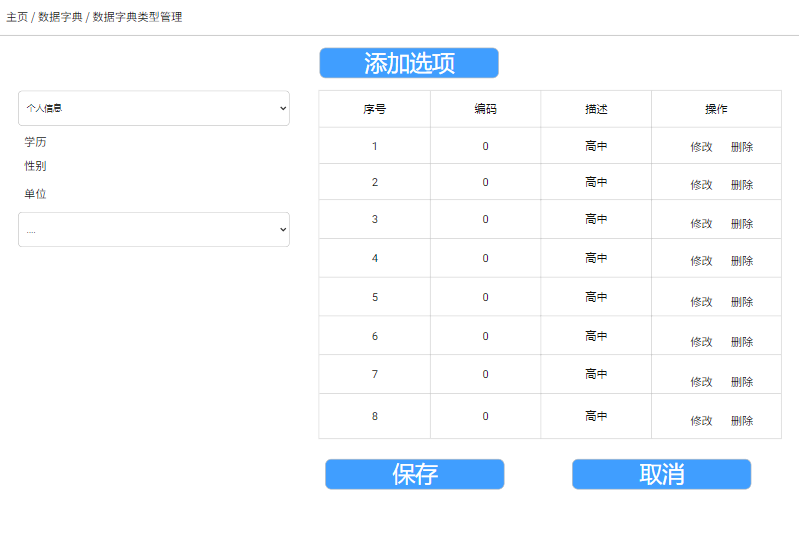 主页 / 数据字典 / 数据字典类型管理
添加选项
个人信息
学历
性别
单位
....
序号 编码 描述 操作
1 0 高中 修改 删除
2 0 高中 修改 删除
3 0 高中 修改 删除
4 0 高中 修改 删除
5 0 高中 修改 删除
6 0 高中 修改 删除
7 0 高中 修改 删除
8 0 高中 修改 删除
保存 取消